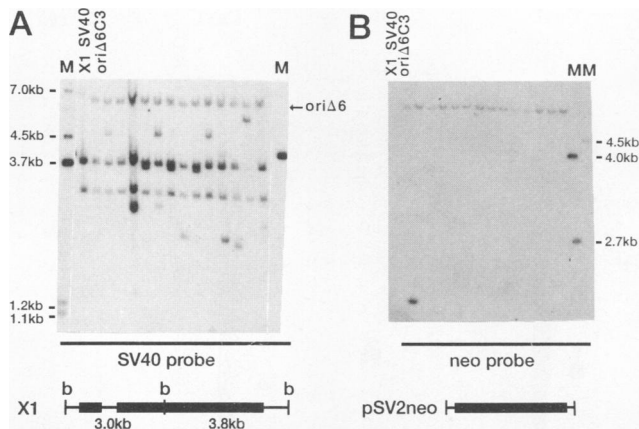 A
X1 SV40
oriΔ6C3
M
M
7.0kb
4.5kb
3.7kb
1.2kb
1.1kb
←oriΔ6
SV40 probe
b
b
b
X1
3.0kb
3.8kb
B
X1 SV40
oriΔ6C3
MM
4.5kb
4.0kb
2.7kb
neo probe
pSV2neo